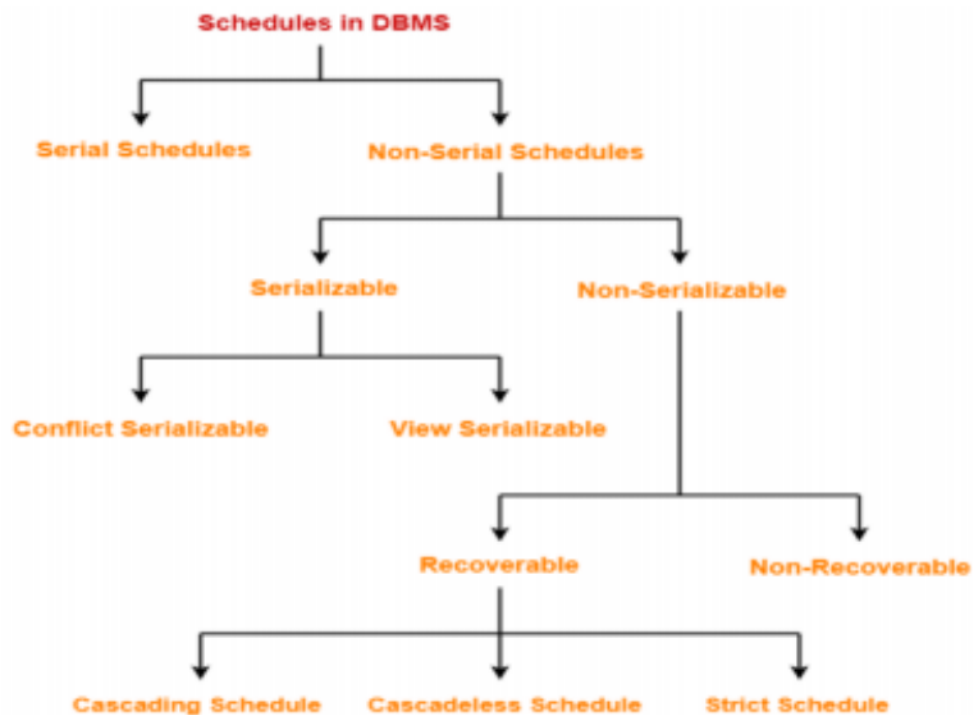 Schedules in DBMS
Serial Schedules
Non-Serial Schedules
Serializable
Non-Serializable
Conflict Serializable
View Serializable
Recoverable
Non-Recoverable
Cascading Schedule
Cascadeless Schedule
Strict Schedule